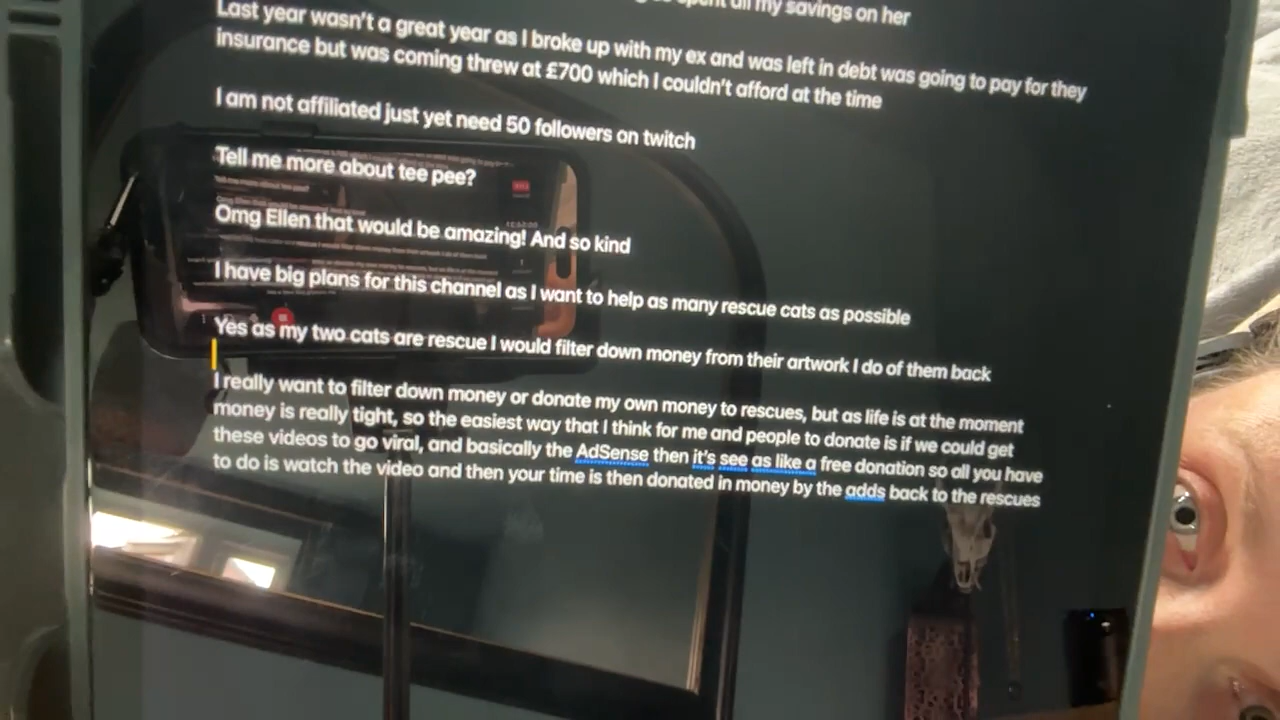 spent all my savings on her
Last year wasn't a great year as I broke up with my ex and was left in debt was going to pay for they
insurance but was coming threw at £700 which I couldn't afford at the time
I am not affiliated just yet need 50 followers on twitch
Tell me more about tee pee?
Omg Ellen that would be amazing! And so kind
I have big plans for this channel as I want to help as many rescue cats as possible
Yes as my two cats are rescue I would filter down money from their artwork I do of them back
I really want to filter down money or donate my own money to rescues, but as life is at the moment
money is really tight, so the easiest way that I think for me and people to donate is if we could get
these videos to go viral, and basically the AdSense then it's see as like a free donation so all you have
to do is watch the video and then your time is then donated in money by the adds back to the rescues